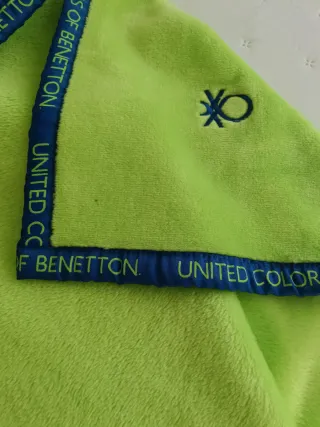 S OF BENETTON
UNITED CO
OF BENETTON.
UNITED COLOR